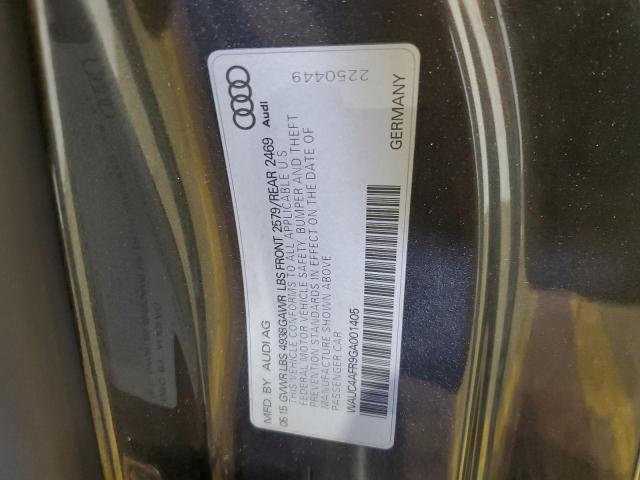 MFD. BY AUDI AG
Audi
05 15 GVWR LBS 4938GAWR LBS FRONT 2579/REAR 2469
THIS VEHICLE CONFORMS TO ALL APPLICABLE U S
FEDERAL MOTOR VEHICLE SAFETY, BUMPER AND THEFT
PREVENTION STANDARDS IN EFFECT ON THE DATE OF
MANUFACTURE SHOWN ABOVE
PASSENGER CAR
2250449
WAUC4AFR9GA001405
GERMANY